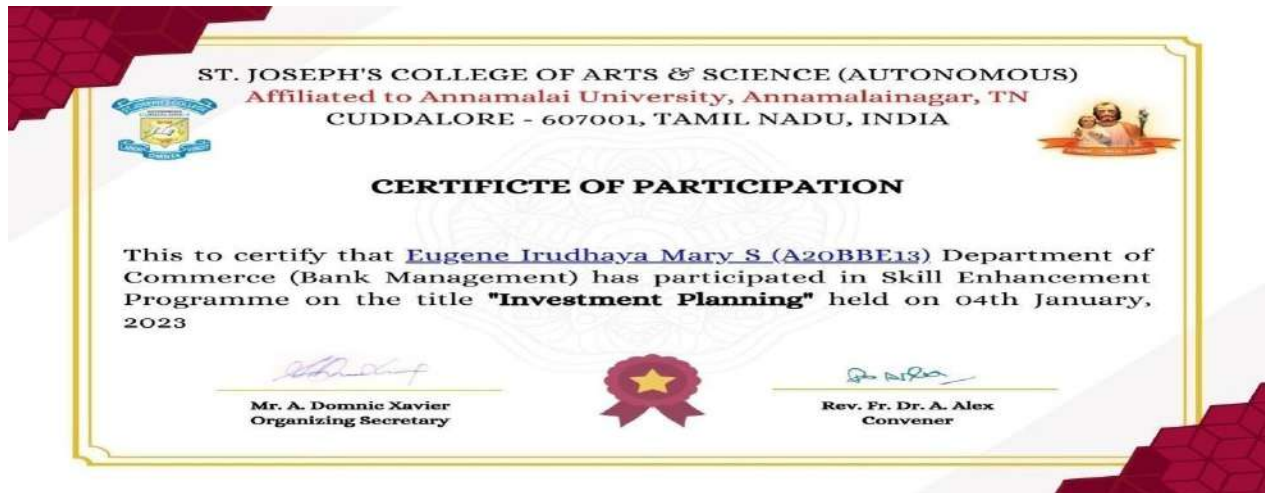 ST. JOSEPH'S COLLEGE OF ARTS & SCIENCE (AUTONOMOUS)
Affiliated to Annamalai University, Annamalainagar, TN
CUDDALORE - 607001, TAMIL NADU, INDIA
CERTIFICTE OF PARTICIPATION
This to certify that Eugene Irudhaya Mary S (A20BBE13) Department of
Commerce (Bank Management) has participated in Skill Enhancement
Programme on the title "Investment Planning" held on 04th January,
2023
Mr. A. Domnic Xavier
Organizing Secretary
Rev. Fr. Dr. A. Alex
Convener